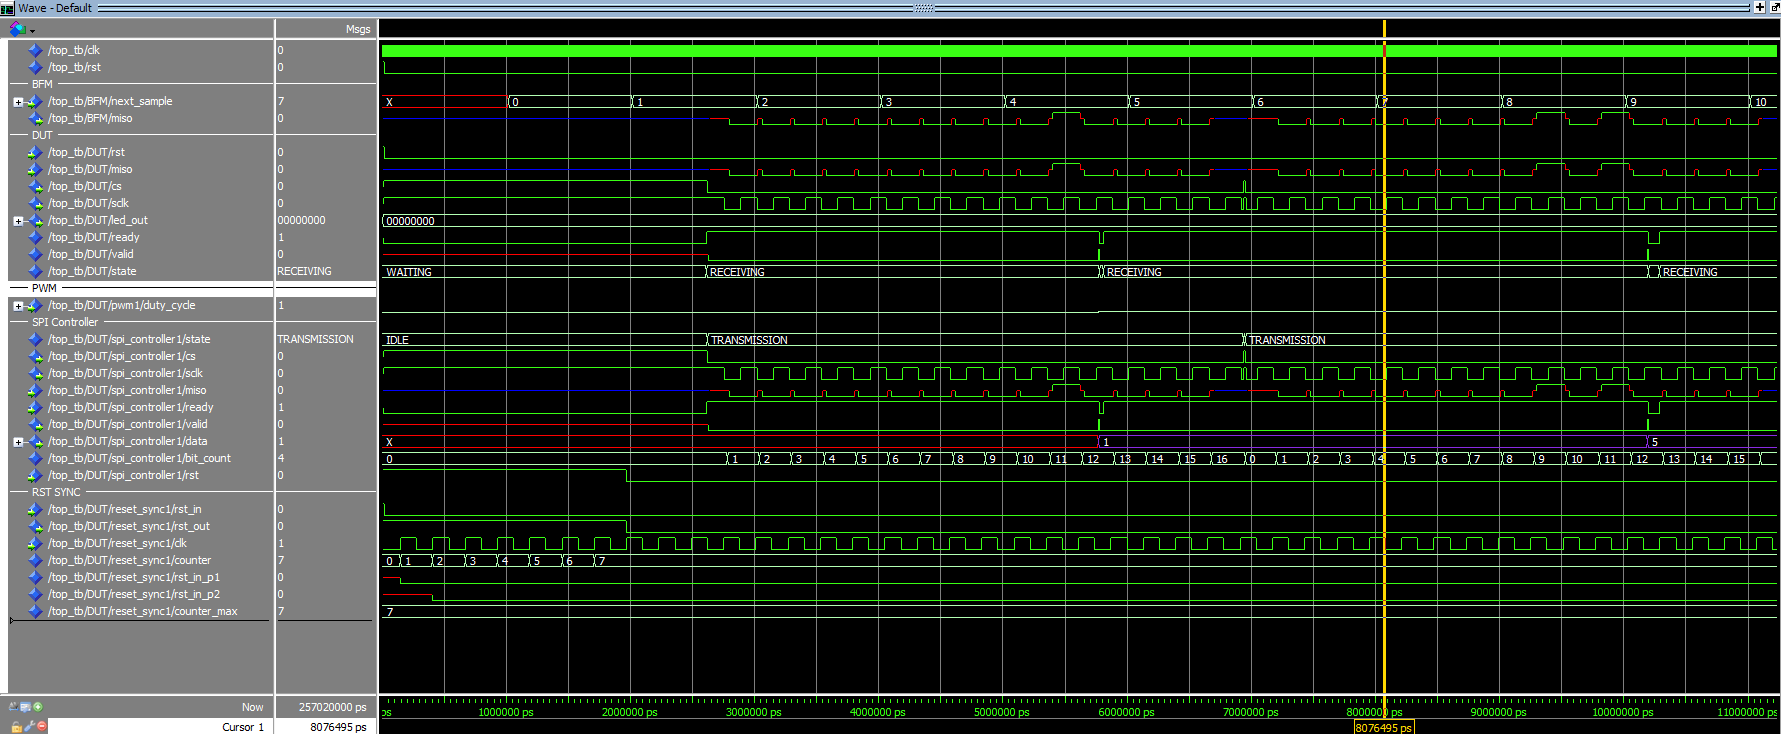 Wave - Default
Msgs
/top_tb/clk 0
/top_tb/rst 0
BFM
/top_tb/BFM/next_sample 7 X 0 1 2 3 4 5 6 7 8 9 10
/top_tb/BFM/miso 0
DUT
/top_tb/DUT/rst 0
/top_tb/DUT/miso 0
/top_tb/DUT/cs 0
/top_tb/DUT/sclk 0
/top_tb/DUT/led_out 00000000 00000000
/top_tb/DUT/ready 1
/top_tb/DUT/valid 0
/top_tb/DUT/state RECEIVING WAITING RECEIVING RECEIVING RECEIVING
PWM
/top_tb/DUT/pwm1/duty_cycle 1
SPI Controller
/top_tb/DUT/spi_controller1/state TRANSMISSION IDLE TRANSMISSION TRANSMISSION
/top_tb/DUT/spi_controller1/cs 0
/top_tb/DUT/spi_controller1/sclk 0
/top_tb/DUT/spi_controller1/miso 0
/top_tb/DUT/spi_controller1/ready 1
/top_tb/DUT/spi_controller1/valid 0
/top_tb/DUT/spi_controller1/data 1 X 1 5
/top_tb/DUT/spi_controller1/bit_count 4 0 1 2 3 4 5 6 7 8 9 10 11 12 13 14 15 16 0 1 2 3 4 5 6 7 8 9 10 11 12 13 14 15
/top_tb/DUT/spi_controller1/rst 0
RST SYNC
/top_tb/DUT/reset_sync1/rst_in 0
/top_tb/DUT/reset_sync1/rst_out 0
/top_tb/DUT/reset_sync1/clk 1
/top_tb/DUT/reset_sync1/counter 7 0 1 2 3 4 5 6 7
/top_tb/DUT/reset_sync1/rst_in_p1 0
/top_tb/DUT/reset_sync1/rst_in_p2 0
/top_tb/DUT/reset_sync1/counter_max 7 7
Now 257020000 ps ps 1000000 ps 2000000 ps 3000000 ps 4000000 ps 5000000 ps 6000000 ps 7000000 ps 8000000 ps 9000000 ps 10000000 ps 11000000 ps
Cursor 1 8076495 ps 8076495 ps